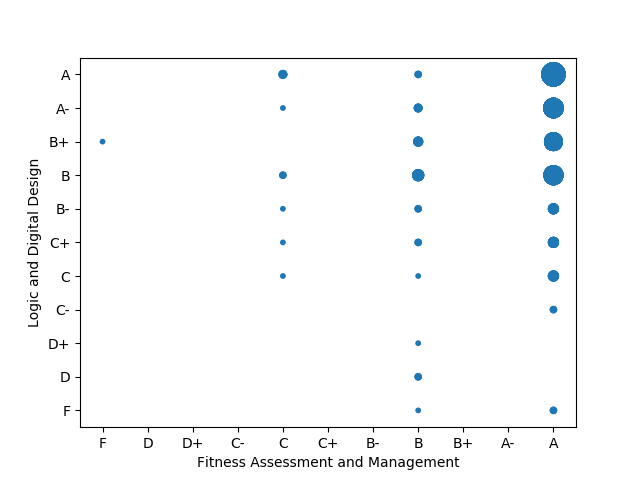 A
A-
B+
B
B-
C+
C
C-
D+
D
F
Logic and Digital Design
F D D+ C- C C+ B- B B+ A- A
Fitness Assessment and Management